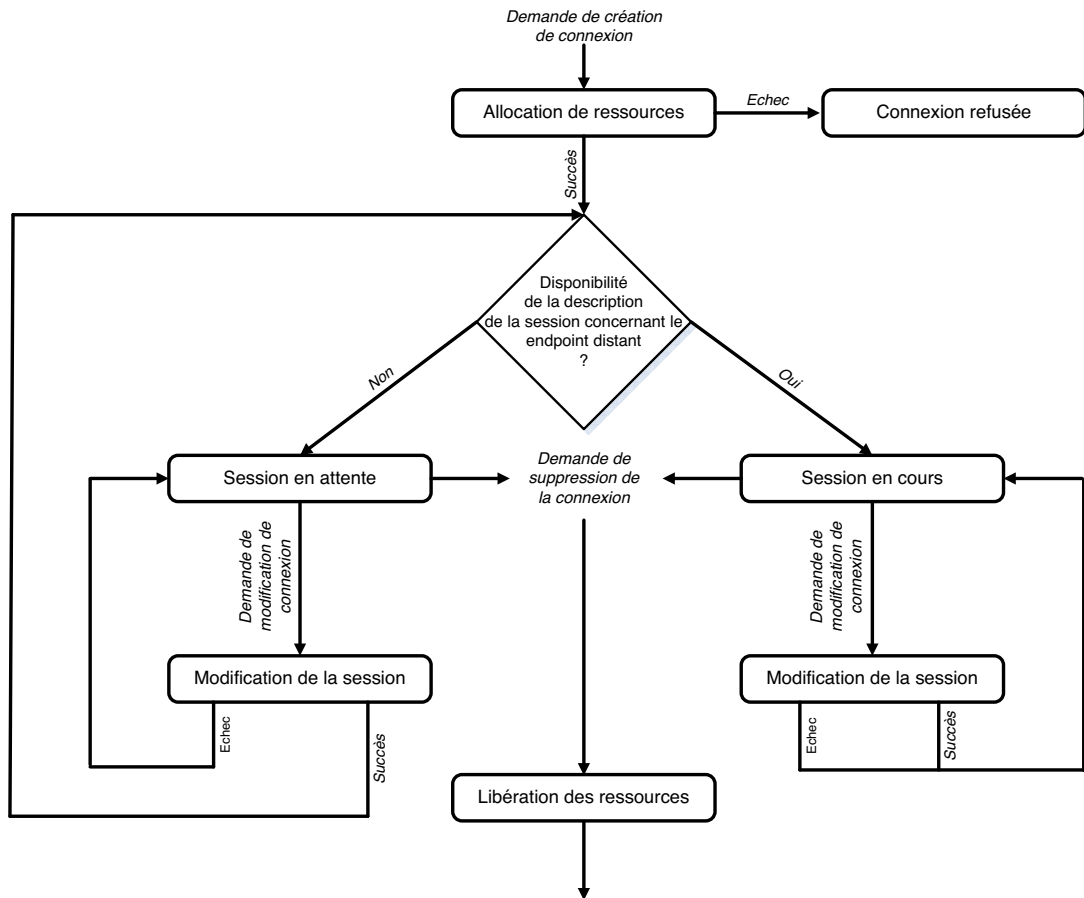 Demande de création
de connexion
Allocation de ressources
Echec
Connexion refusée
Succès
Disponibilité
de la description
de la session concernant le
endpoint distant
?
Non
Oui
Session en attente
Demande de
suppression de
la connexion
Session en cours
Demande de
modification de
connexion
Demande de
modification de
connexion
Modification de la session
Modification de la session
Echec
Succès
Echec
Succès
Libération des ressources